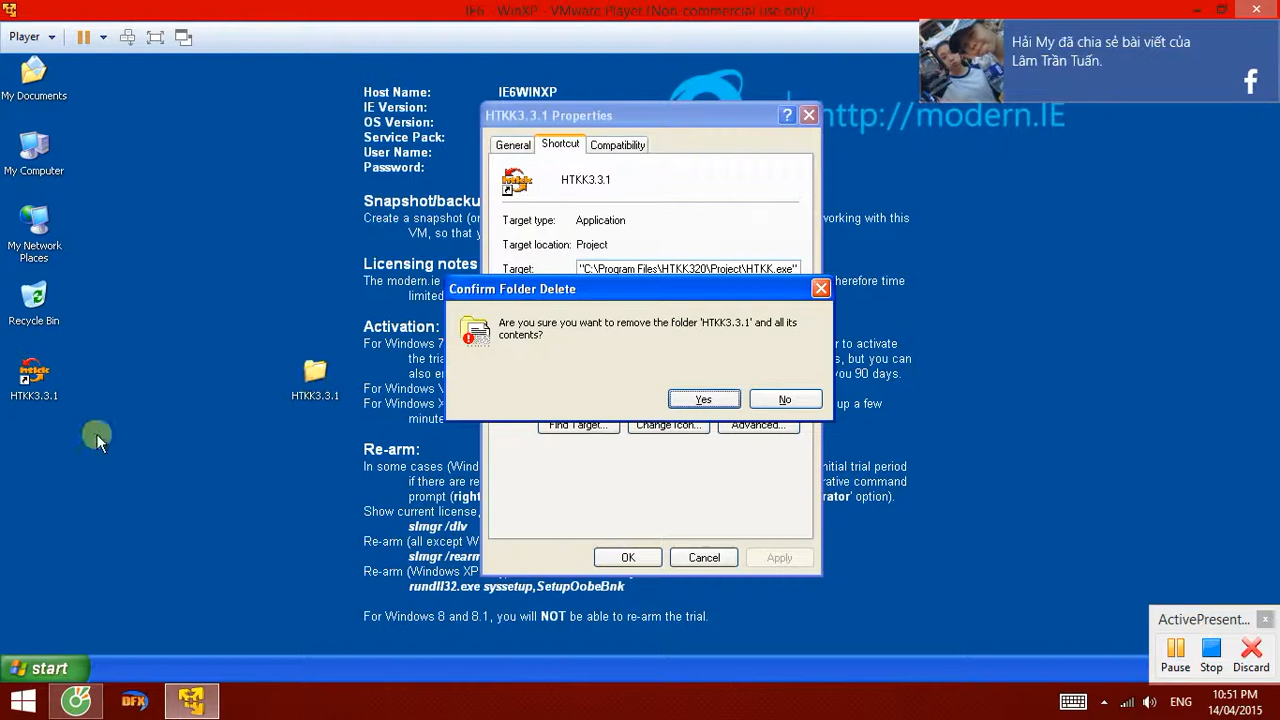 IE6 - WinXP - VMware Player (Non-commercial use only)
Player
Hải My đã chia sẻ bài viết của
Lâm Trần Tuấn.
My Documents
My Computer
My Network
Places
Recycle Bin
HTKK3.3.1
HTKK3.3.1
Host Name: IE6WINXP
IE Version:
OS Version:
Service Pack:
User Name:
Password:
http://modern.IE
Snapshot/backu
Create a snapshot (or
working with this
VM, so that y
Licensing notes
The modern.ie
herefore time
limited
Activation:
For Windows 7
er to activate
the tria
s, but you can
also er
you 90 days.
For Windows
For Windows X
up a few
minute
Re-arm:
In some cases (Wind
nitial trial period
if there are re
rative command
prompt (right
rator' option).
Show current license,
slmgr /dlv
Re-arm (all except W
slmgr /rearm
Re-arm (Windows XP
rundll32.exe syssetup,SetupOobeBnk
For Windows 8 and 8.1, you will NOT be able to re-arm the trial.
HTKK3.3.1 Properties
General Shortcut Compatibility
HTKK3.3.1
Target type: Application
Target location: Project
Target: "C:\Program Files\HTKK320\Project\HTKK.exe"
Confirm Folder Delete
Are you sure you want to remove the folder 'HTKK3.3.1' and all its
contents?
Yes No
Find Target... Change Icon... Advanced...
OK Cancel Apply
ActivePresent...
Pause Stop Discard
start
DFX
ENG
10:51 PM
14/04/2015